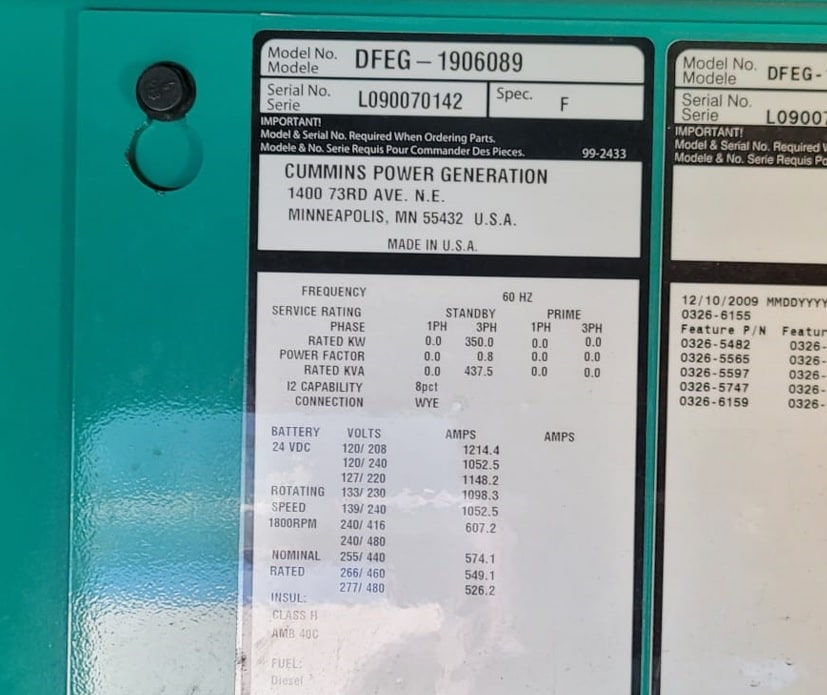 Model No. DFEG-1906089
Modele
Serial No. L090070142 Spec. F
Serie
IMPORTANT!
Model & Serial No. Required When Ordering Parts.
Modele & No. Serie Requis Pour Commander Des Pieces. 99-2433
CUMMINS POWER GENERATION
1400 73RD AVE. N.E.
MINNEAPOLIS, MN 55432 U.S.A.
MADE IN U.S.A.
FREQUENCY 60 HZ
SERVICE RATING STANDBY PRIME
PHASE 1PH 3PH 1PH 3PH
RATED KW 0.0 350.0 0.0 0.0
POWER FACTOR 0.0 0.8 0.0 0.0
RATED KVA 0.0 437.5 0.0 0.0
I2 CAPABILITY 8pct
CONNECTION WYE
BATTERY VOLTS AMPS AMPS
24 VDC 120/ 208 1214.4
120/ 240 1052.5
127/ 220 1148.2
ROTATING 133/ 230 1098.3
SPEED 139/ 240 1052.5
1800RPM 240/ 416 607.2
240/ 480
NOMINAL 255/ 440 574.1
RATED 266/ 460 549.1
277/ 480 526.2
INSUL:
CLASS H
AMB 40C
FUEL:
Diesel
Model No. DFEG-
Modele
Serial No. L0900
Serie
IMPORTANT!
Model & Serial No. Required
Modele & No. Serie Requis Po
12/10/2009 MMDDYYYY
0326-6155
Feature P/N Featur
0326-5482 0326-
0326-5565 0326-
0326-5597 0326-
0326-5747 0326-
0326-6159 0326-